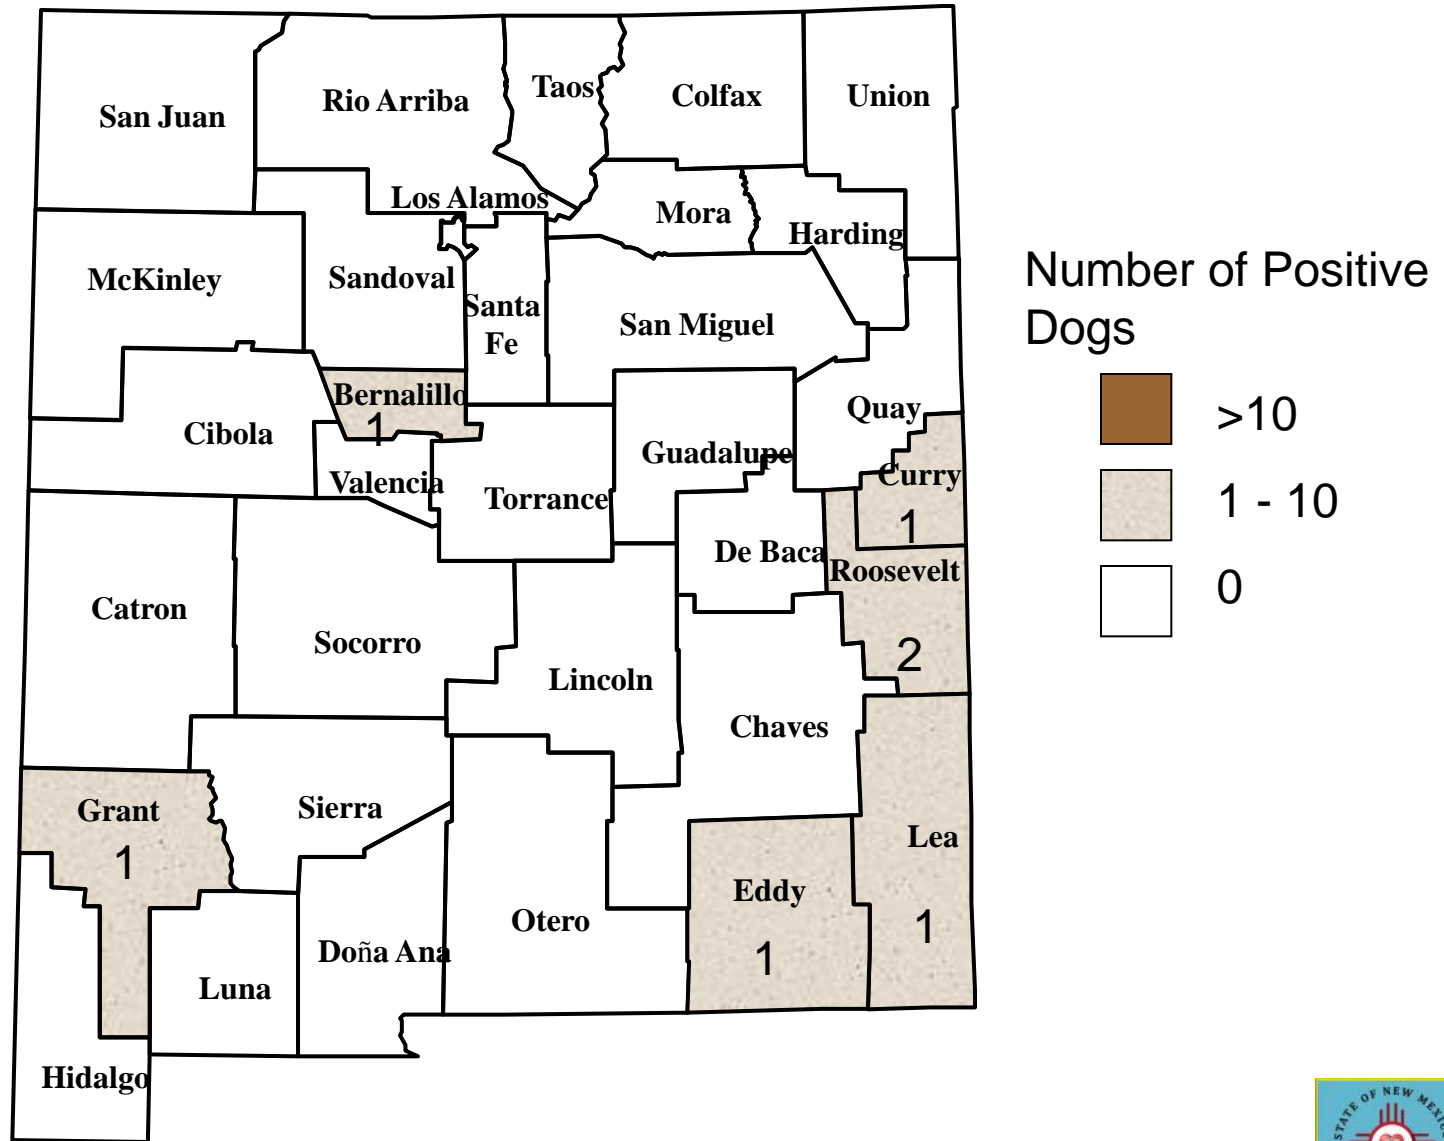 San Juan
Rio Arriba
Taos
Colfax
Union
Los Alamos
Mora
Harding
McKinley
Sandoval
Santa
Fe
San Miguel
Bernalillo
1
Cibola
Valencia
Torrance
Guadalupe
Quay
Curry
1
De Baca
Roosevelt
2
Catron
Socorro
Lincoln
Chaves
Grant
1
Sierra
Lea
1
Eddy
1
Otero
Doña Ana
Luna
Hidalgo
Number of Positive
Dogs
>10
1 - 10
0
STATE OF NEW